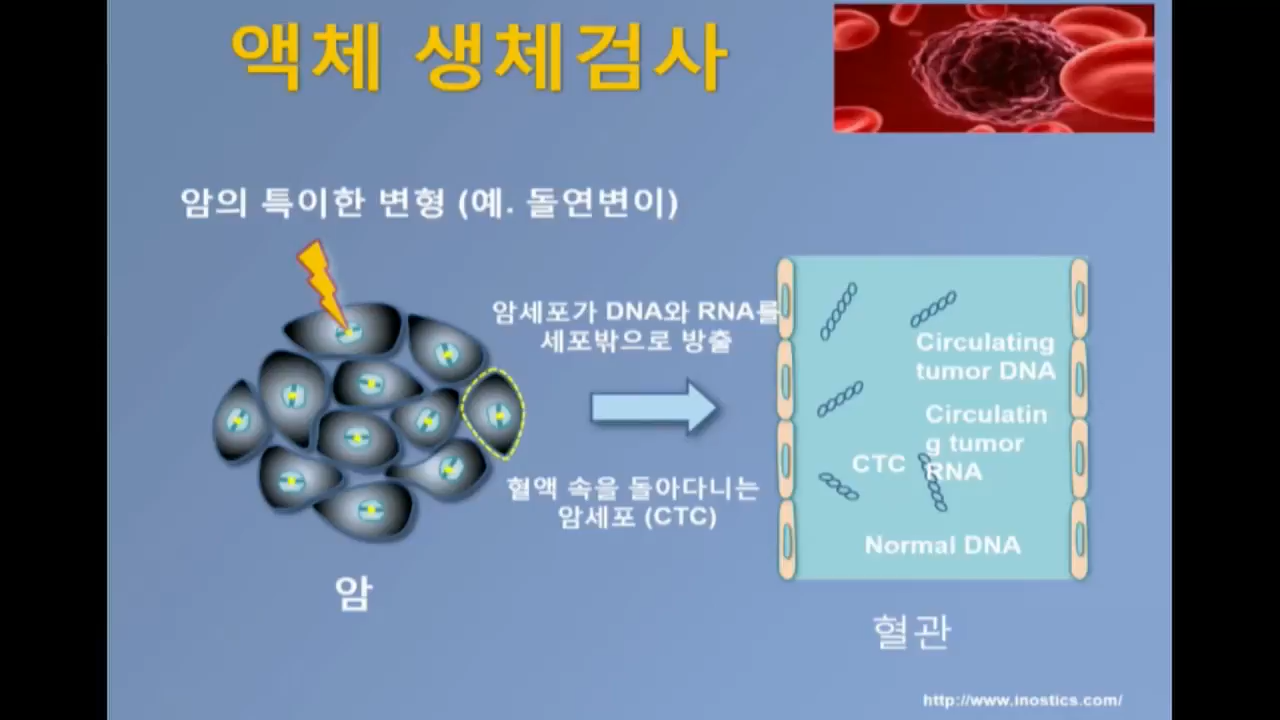 액체 생체검사
암의 특이한 변형 (예. 돌연변이)
암세포가 DNA와 RNA를
세포밖으로 방출
혈액 속을 돌아다니는
암세포 (CTC)
암
Circulating
tumor DNA
Circulatin
g tumor
RNA
CTC
Normal DNA
혈관
http://www.inostics.com/